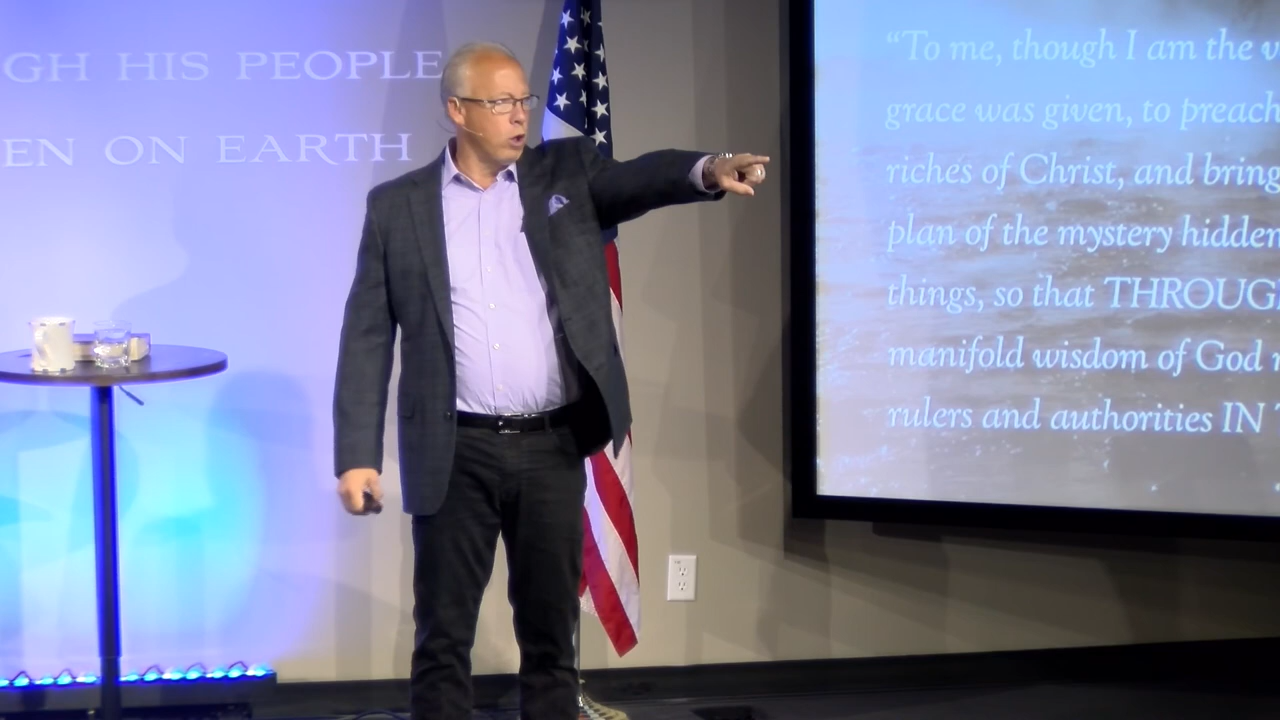 GH HIS PEOPLE
EN ON EARTH
“To me, though I am the
grace was given, to preach
riches of Christ, and bring
plan of the mystery hidden
things, so that THROUG
manifold wisdom of God
rulers and authorities IN